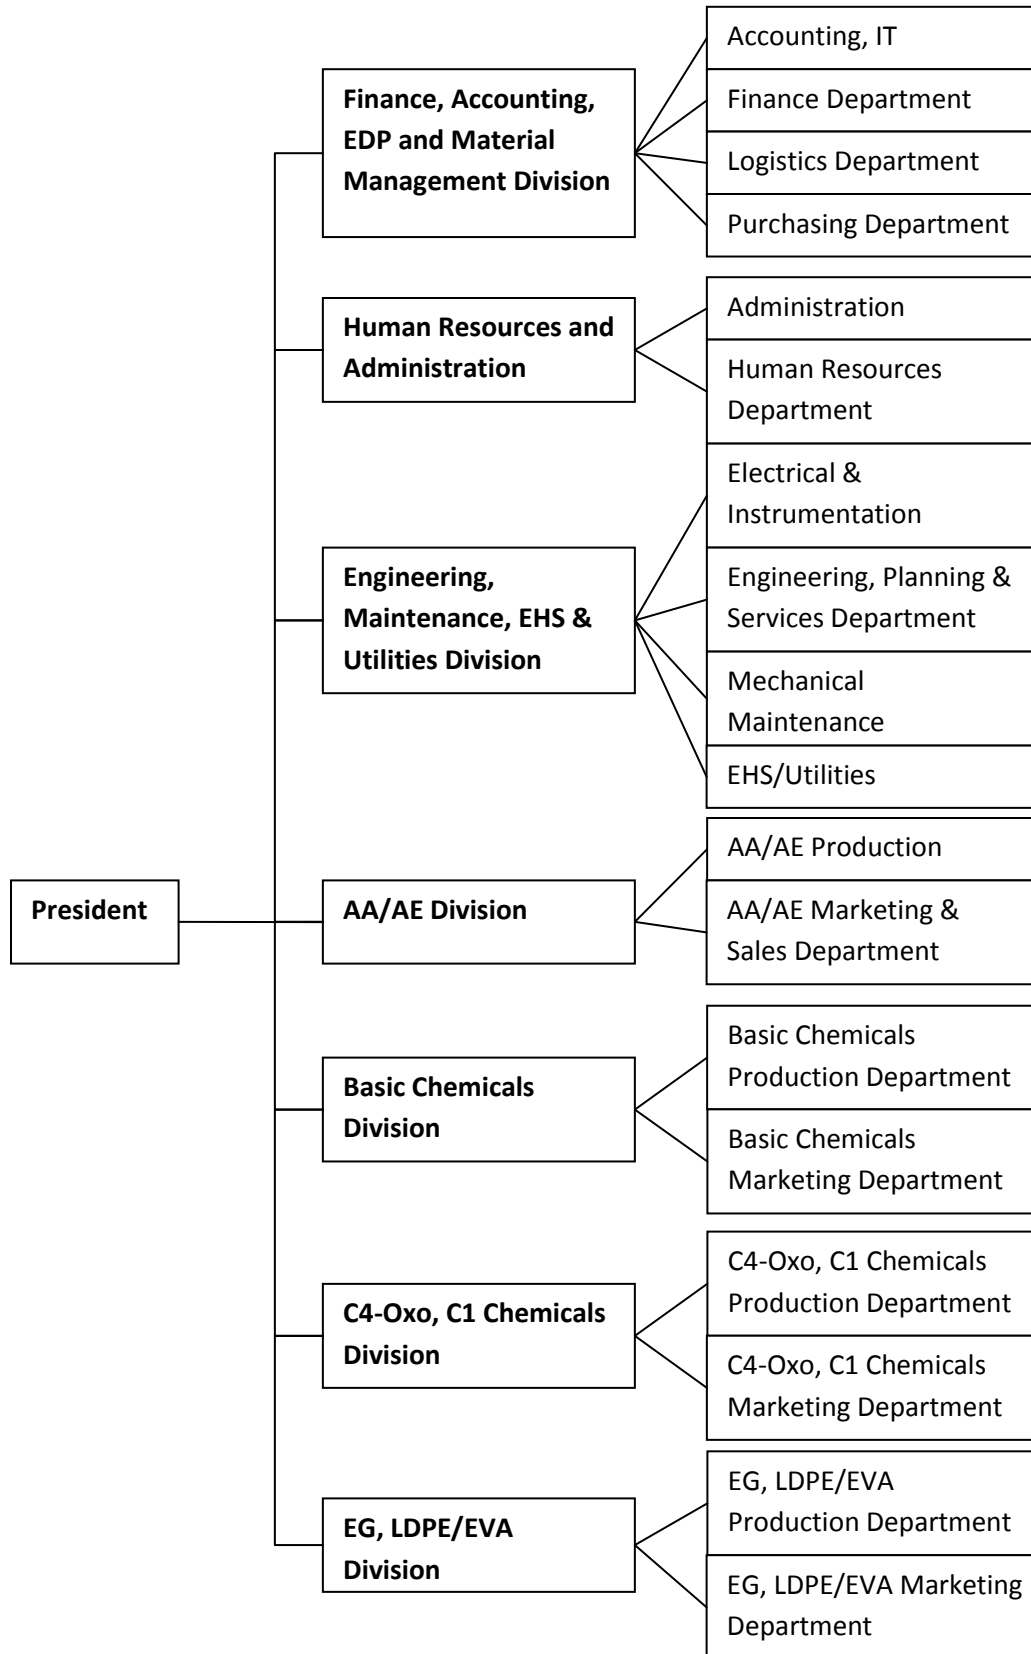 Accounting, IT
Finance, Accounting,
EDP and Material
Management Division
Finance Department
Logistics Department
Purchasing Department
Human Resources and
Administration
Administration
Human Resources
Department
Engineering,
Maintenance, EHS &
Utilities Division
Electrical &
Instrumentation
Engineering, Planning &
Services Department
Mechanical
Maintenance
EHS/Utilities
President
AA/AE Division
AA/AE Production
AA/AE Marketing &
Sales Department
Basic Chemicals
Division
Basic Chemicals
Production Department
Basic Chemicals
Marketing Department
C4-Oxo, C1 Chemicals
Division
C4-Oxo, C1 Chemicals
Production Department
C4-Oxo, C1 Chemicals
Marketing Department
EG, LDPE/EVA
Division
EG, LDPE/EVA
Production Department
EG, LDPE/EVA Marketing
Department